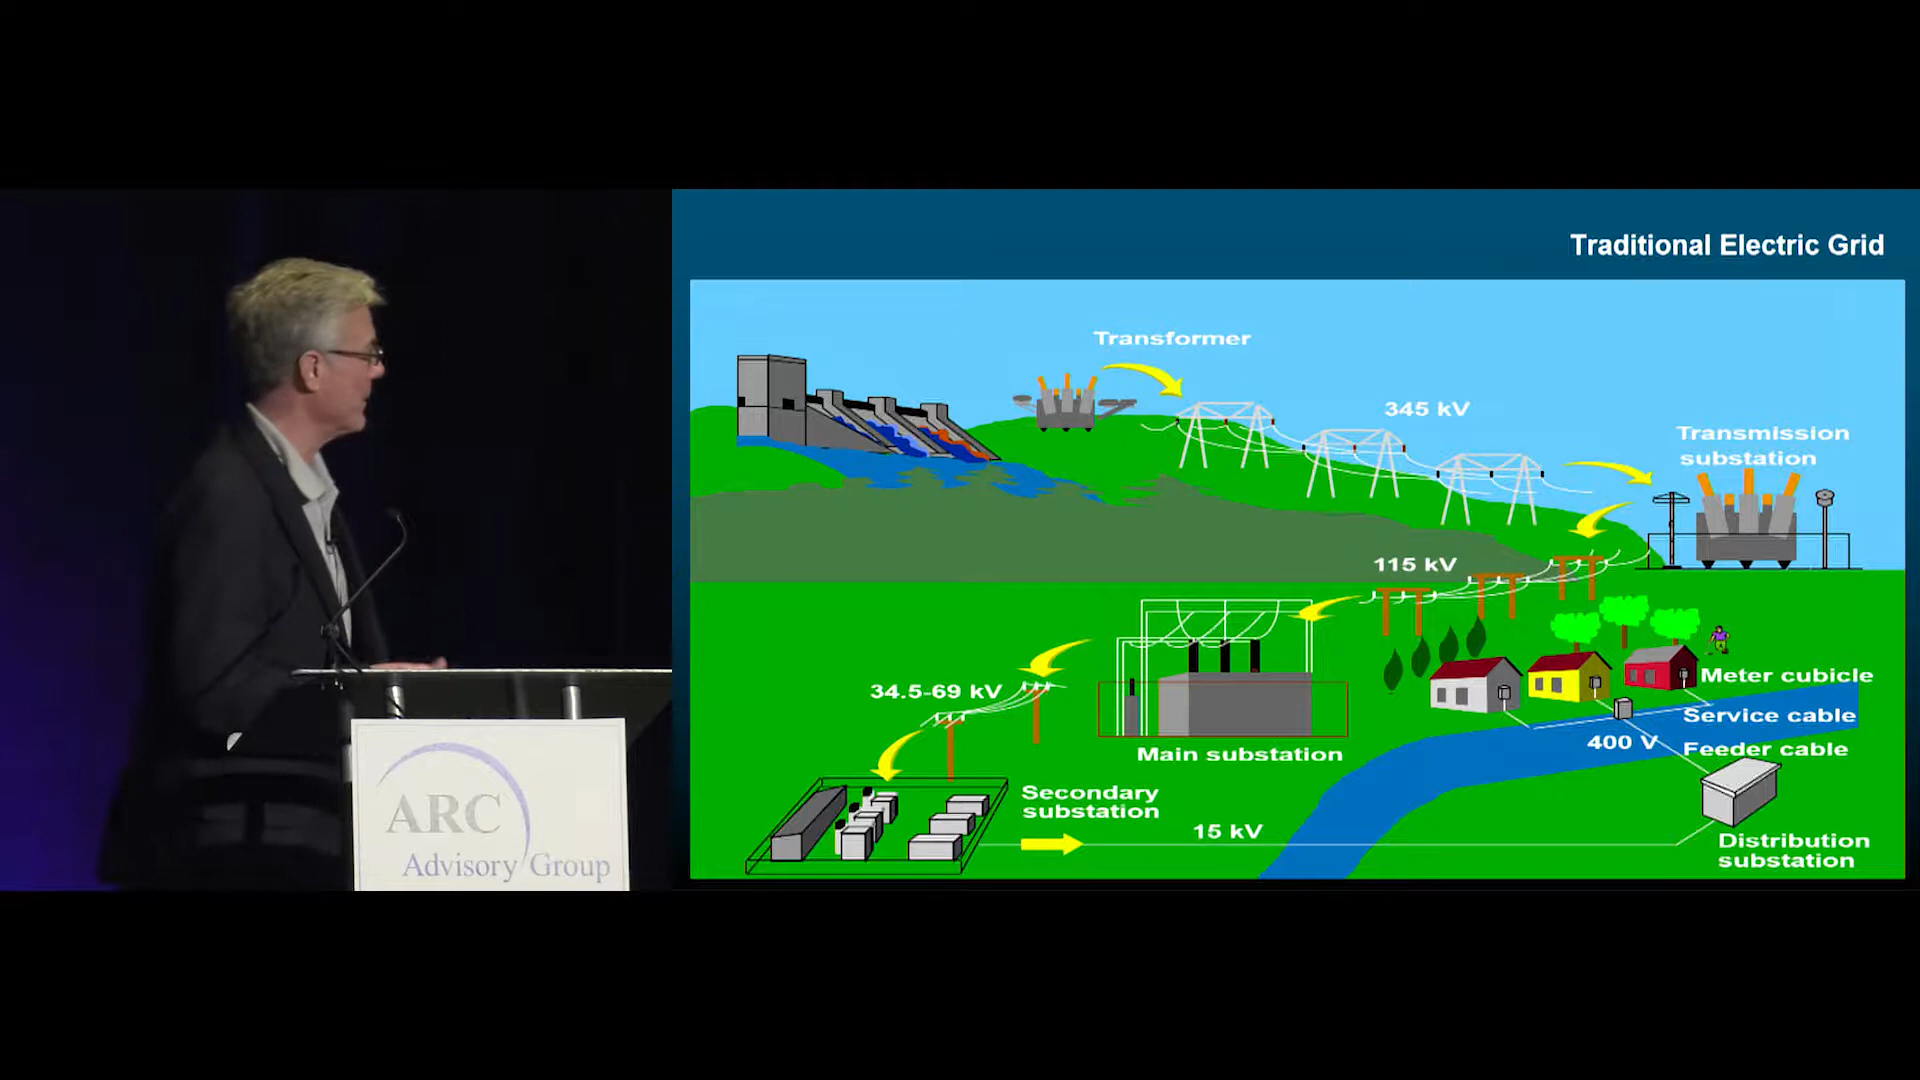 Traditional Electric Grid
Transformer
345 kV
Transmission
substation
115 kV
34.5-69 kV
Main substation
Meter cubicle
Service cable
400 V
Feeder cable
Secondary
substation
15 kV
Distribution
substation
ARC
Advisory Group